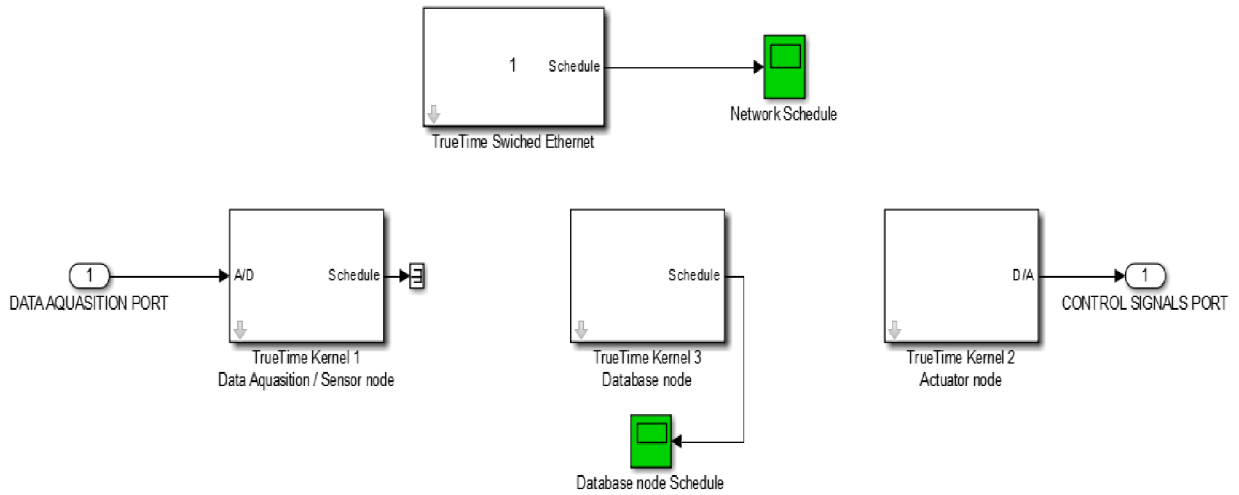 1
Schedule
Network Schedule
TrueTime Swiched Ethernet
1
DATA AQUASITION PORT
A/D
Schedule
TrueTime Kernel 1
Data Aquasition / Sensor node
Schedule
TrueTime Kernel 3
Database node
D/A
TrueTime Kernel 2
Actuator node
1
CONTROL SIGNALS PORT
Database node Schedule